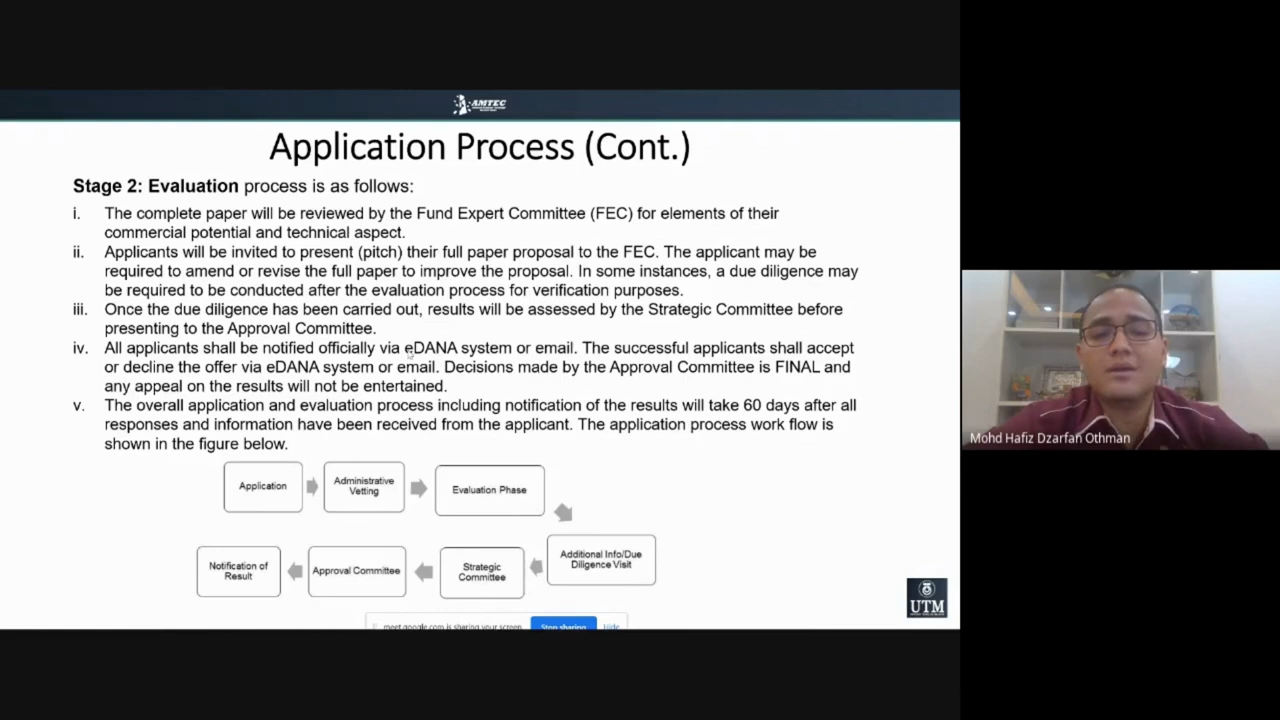 AMTEC
Application Process (Cont.)
Stage 2: Evaluation process is as follows:
i. The complete paper will be reviewed by the Fund Expert Committee (FEC) for elements of their
commercial potential and technical aspect.
ii. Applicants will be invited to present (pitch) their full paper proposal to the FEC. The applicant may be
required to amend or revise the full paper to improve the proposal. In some instances, a due diligence may
be required to be conducted after the evaluation process for verification purposes.
iii. Once the due diligence has been carried out, results will be assessed by the Strategic Committee before
presenting to the Approval Committee.
iv. All applicants shall be notified officially via eDANA system or email. The successful applicants shall accept
or decline the offer via eDANA system or email. Decisions made by the Approval Committee is FINAL and
any appeal on the results will not be entertained.
v. The overall application and evaluation process including notification of the results will take 60 days after all
responses and information have been received from the applicant. The application process work flow is
shown in the figure below.
Application
Administrative
Vetting
Evaluation Phase
Additional Info/Due
Diligence Visit
Strategic
Committee
Approval Committee
Notification of
Result
UTM
meet.google.com is sharing your screen.
Stop sharing
Hide
Mohd Hafiz Dzarfan Othman